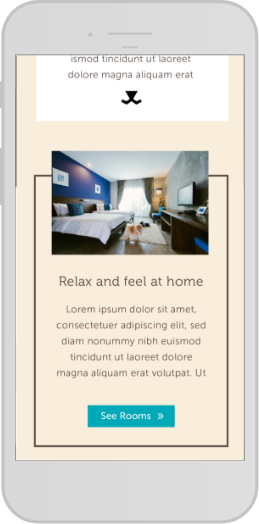 ismod tincidunt ut laoreet
dolore magna aliquam erat
Relax and feel at home
Lorem ipsum dolor sit amet,
consectetuer adipiscing elit, sed
diam nonummy nibh euismod
tincidunt ut laoreet dolore
magna aliquam erat volutpat. Ut
See Rooms »